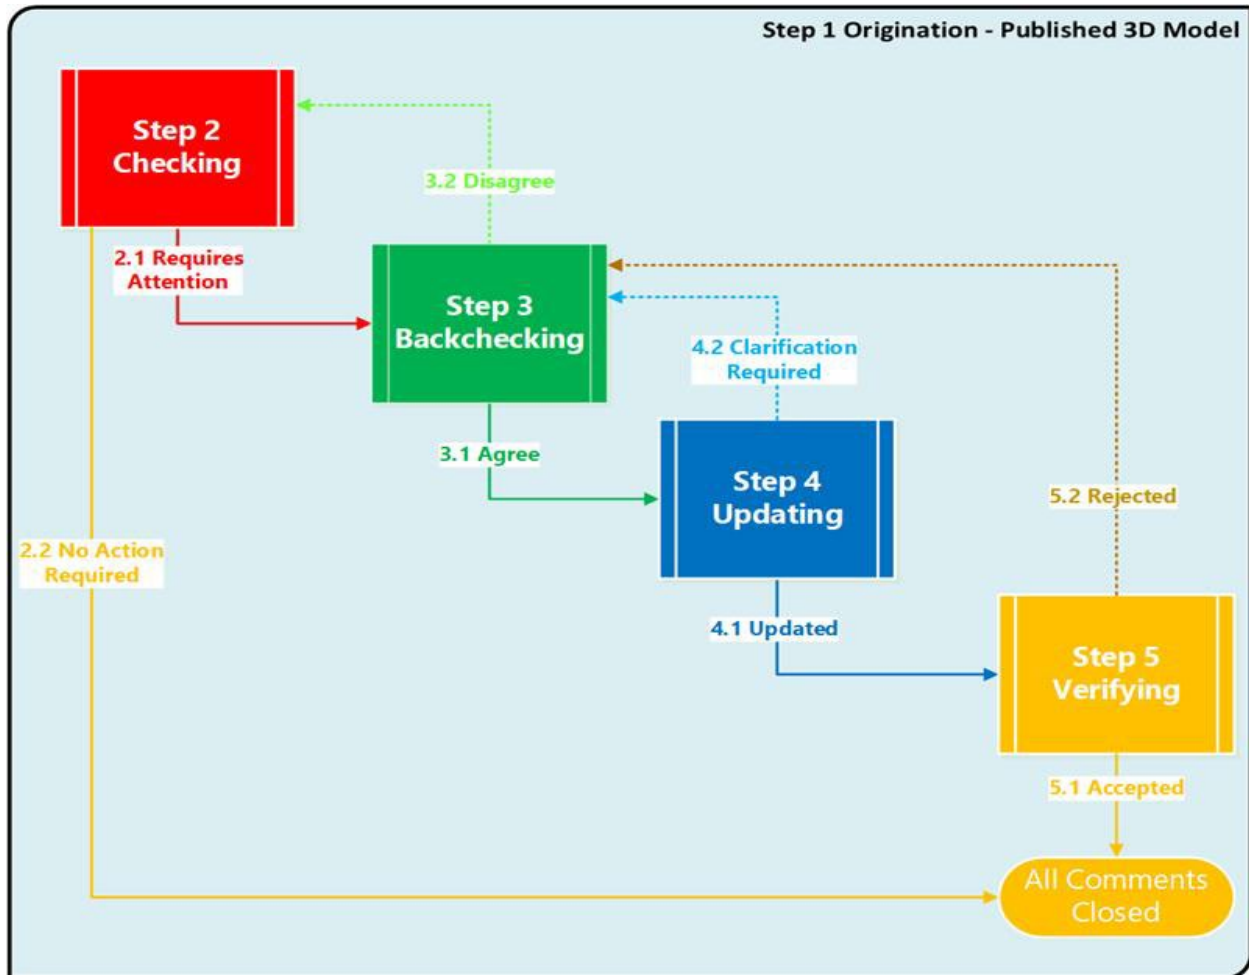 Step 1 Origination - Published 3D Model
Step 2
Checking
3.2 Disagree
2.1 Requires
Attention
Step 3
Backchecking
4.2 Clarification
Required
3.1 Agree
Step 4
Updating
5.2 Rejected
2.2 No Action
Required
4.1 Updated
Step 5
Verifying
5.1 Accepted
All Comments
Closed